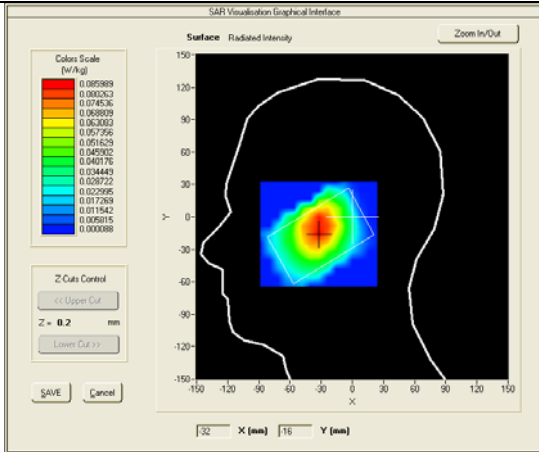 SAR Visualisation Graphical Interface
Surface Radiated Intensity
Zoom In/Out
Colors Scale
(W/kg)
0.085989
0.080263
0.074536
0.068809
0.063083
0.057356
0.051629
0.045902
0.040176
0.034449
0.028722
0.022995
0.017269
0.011542
0.005815
0.000088
Z Cuts Control
<< Upper Cut
Z = 0.2 mm
Lower Cut >>
SAVE Cancel
150
120
90
60
30
0
-30
-60
-90
-120
-150
Y
-150 -120 -90 -60 -30 0 30 60 90 120 150
X
-32 X (mm) -16 Y (mm)